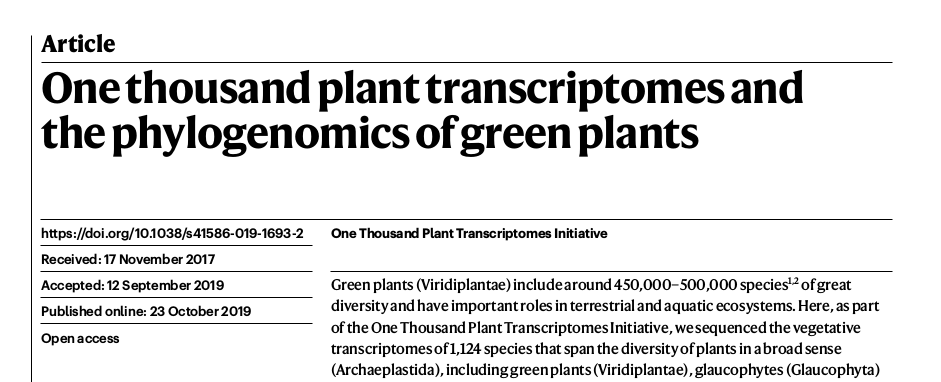 Article
One thousand plant transcriptomes and
the phylogenomics of green plants
https://doi.org/10.1038/s41586-019-1693-2
Received: 17 November 2017
Accepted: 12 September 2019
Published online: 23 October 2019
Open access
One Thousand Plant Transcriptomes Initiative
Green plants (Viridiplantae) include around 450,000–500,000 species1,2 of great
diversity and have important roles in terrestrial and aquatic ecosystems. Here, as part
of the One Thousand Plant Transcriptomes Initiative, we sequenced the vegetative
transcriptomes of 1,124 species that span the diversity of plants in a broad sense
(Archaeplastida), including green plants (Viridiplantae), glaucophytes (Glaucophyta)